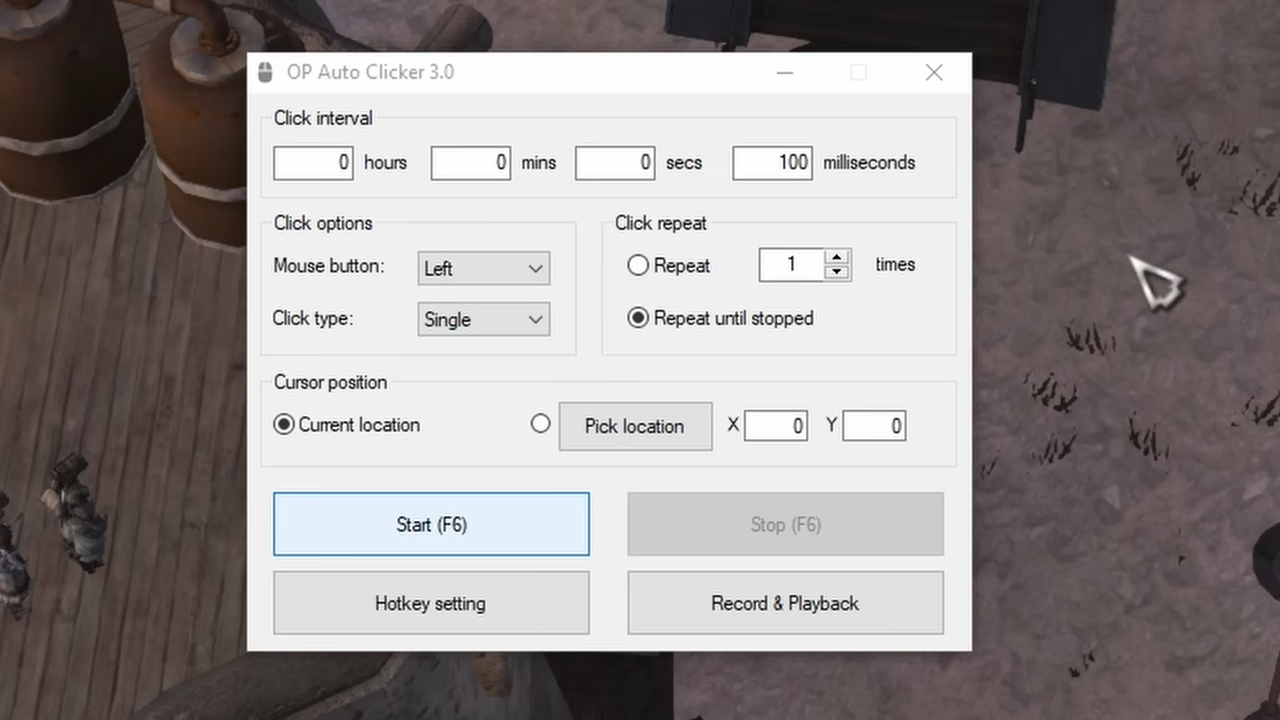 OP Auto Clicker 3.0
Click interval
0 hours 0 mins 0 secs 100 milliseconds
Click options
Mouse button: Left
Click type: Single
Click repeat
Repeat 1 times
Repeat until stopped
Cursor position
Current location Pick location X 0 Y 0
Start (F6) Stop (F6)
Hotkey setting Record & Playback